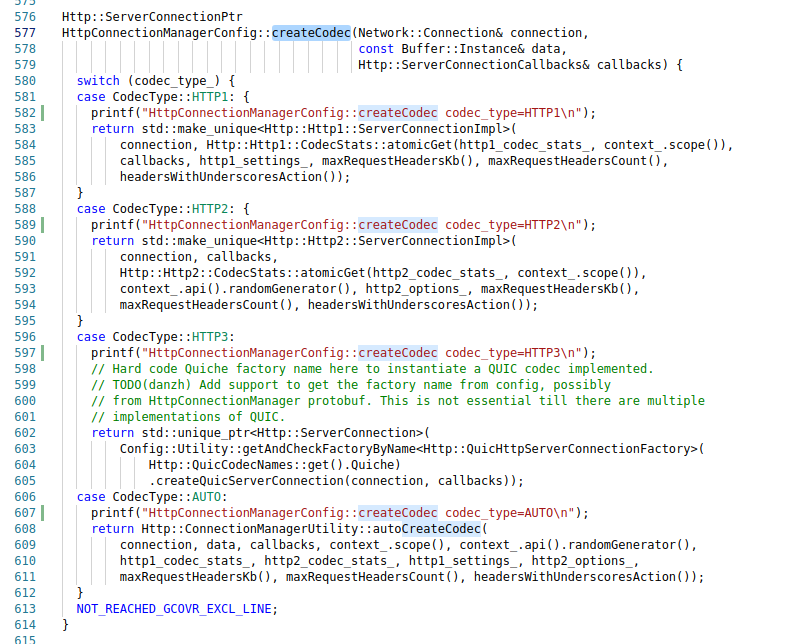 575
576 Http::ServerConnectionPtr
577 HttpConnectionManagerConfig::createCodec(Network::Connection& connection,
578 const Buffer::Instance& data,
579 Http::ServerConnectionCallbacks& callbacks) {
580 switch (codec_type_) {
581 case CodecType::HTTP1: {
582 printf("HttpConnectionManagerConfig::createCodec codec_type=HTTP1\n");
583 return std::make_unique<Http::Http1::ServerConnectionImpl>(
584 connection, Http::Http1::CodecStats::atomicGet(http1_codec_stats_, context_.scope()),
585 callbacks, http1_settings_, maxRequestHeadersKb(), maxRequestHeadersCount(),
586 headersWithUnderscoresAction());
587 }
588 case CodecType::HTTP2: {
589 printf("HttpConnectionManagerConfig::createCodec codec_type=HTTP2\n");
590 return std::make_unique<Http::Http2::ServerConnectionImpl>(
591 connection, callbacks,
592 Http::Http2::CodecStats::atomicGet(http2_codec_stats_, context_.scope()),
593 context_.api().randomGenerator(), http2_options_, maxRequestHeadersKb(),
594 maxRequestHeadersCount(), headersWithUnderscoresAction());
595 }
596 case CodecType::HTTP3:
597 printf("HttpConnectionManagerConfig::createCodec codec_type=HTTP3\n");
598 // Hard code Quiche factory name here to instantiate a QUIC codec implemented.
599 // TODO(danzh) Add support to get the factory name from config, possibly
600 // from HttpConnectionManager protobuf. This is not essential till there are multiple
601 // implementations of QUIC.
602 return std::unique_ptr<Http::ServerConnection>(
603 Config::Utility::getAndCheckFactoryByName<Http::QuicHttpServerConnectionFactory>(
604 Http::QuicCodecNames::get().Quiche)
605 .createQuicServerConnection(connection, callbacks));
606 case CodecType::AUTO:
607 printf("HttpConnectionManagerConfig::createCodec codec_type=AUTO\n");
608 return Http::ConnectionManagerUtility::autoCreateCodec(
609 connection, data, callbacks, context_.scope(), context_.api().randomGenerator(),
610 http1_codec_stats_, http2_codec_stats_, http1_settings_, http2_options_,
611 maxRequestHeadersKb(), maxRequestHeadersCount(), headersWithUnderscoresAction());
612 }
613 NOT_REACHED_GCOVR_EXCL_LINE;
614 }
615